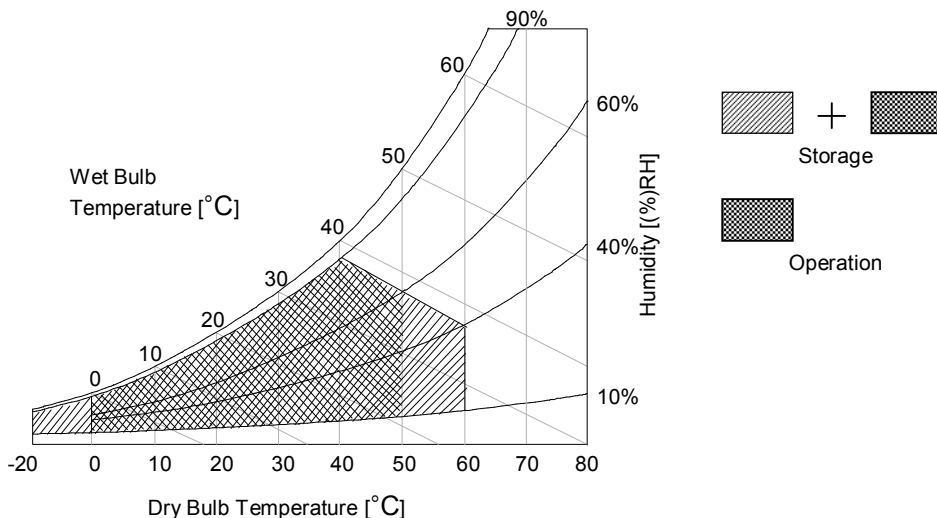 90%
60
60%
50
Wet Bulb
Temperature [°C]
Storage
40
40%
Humidity [(%)RH]
30
Operation
20
10
0
10%
-20 0 10 20 30 40 50 60 70 80
Dry Bulb Temperature [°C]